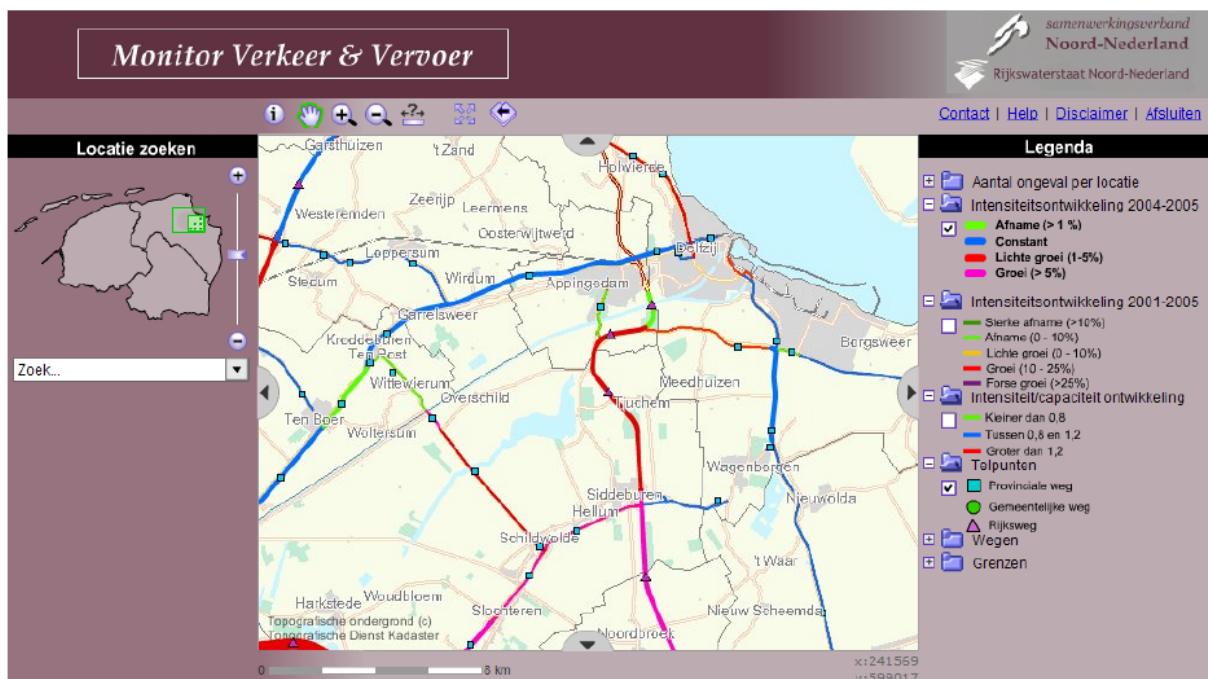 Monitor Verkeer & Vervoer
samenwerkingsverband
Noord-Nederland
Rijkswaterstaat Noord-Nederland
Contact | Help | Disclaimer | Afsluiten
Locatie zoeken
Zoek...
Garsthuizen
't Zand
Holwierde
Zeerijp
Leermens
Westeremden
Oosterwijtwerd
Loppersum
Delfzijl
Stedum
Wirdum
Appingedam
Garrelsweer
Kroddeburen
Ten Post
Borgsweer
Wittewierum
Overschild
Meedhuizen
Tjuchem
Ten Boer
Woltersum
Wagenborgen
Siddeburen
Hellum
Nieuwolda
Schildwolde
't Waar
Harkstede
Woudbloem
Slochteren
Nieuw Scheemda
Noordbroek
Topografische ondergrond (c)
Topografische Dienst Kadaster
0
6 km
x:241569
y:599017
Legenda
Aantal ongeval per locatie
Intensiteitsontwikkeling 2004-2005
Afname (> 1 %)
Constant
Lichte groei (1-5%)
Groei (> 5%)
Intensiteitsontwikkeling 2001-2005
Sterke afname (>10%)
Afname (0 - 10%)
Lichte groei (0 - 10%)
Groei (10 - 25%)
Forse groei (>25%)
Intensiteit/capaciteit ontwikkeling
Kleiner dan 0,8
Tussen 0,8 en 1,2
Groter dan 1,2
Telpunten
Provinciale weg
Gemeentelijke weg
Rijksweg
Wegen
Grenzen